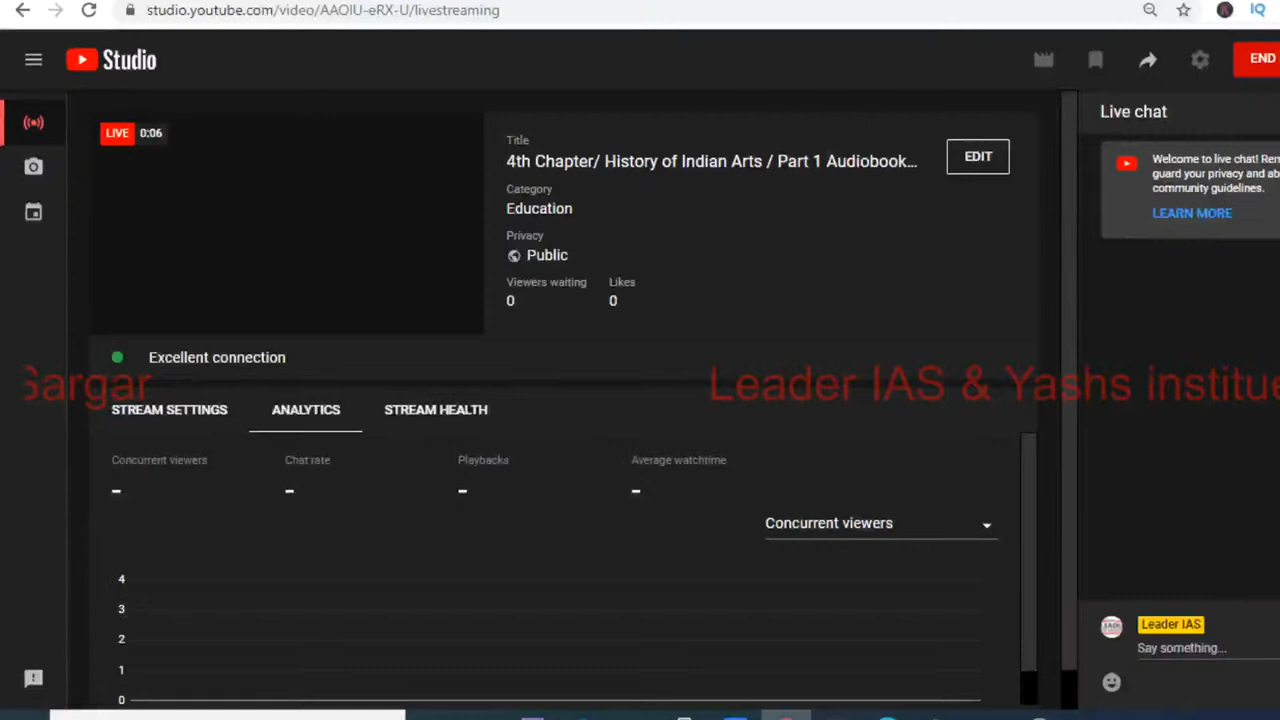 studio.youtube.com/video/AAOIU-eRX-U/livestreaming
Studio
END
LIVE 0:06
Title
4th Chapter/ History of Indian Arts / Part 1 Audiobook...
EDIT
Category
Education
Privacy
Public
Viewers waiting Likes
0 0
Live chat
Welcome to live chat! Rem
guard your privacy and ab
community guidelines.
LEARN MORE
Excellent connection
Sargar Leader IAS & Yashs institue
STREAM SETTINGS ANALYTICS STREAM HEALTH
Concurrent viewers Chat rate Playbacks Average watchtime
– – – –
Concurrent viewers
4
3
2
1
0
Leader IAS
Say something...